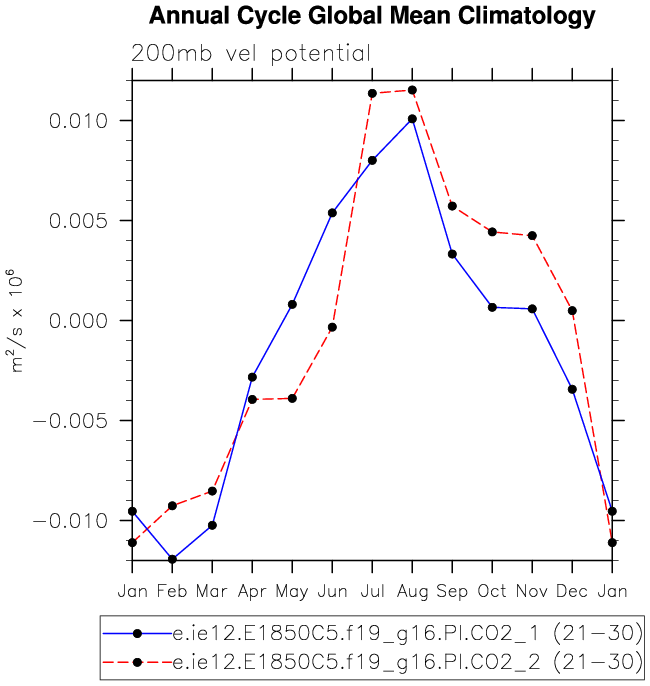 Annual Cycle Global Mean Climatology
200mb vel potential
0.010
0.005
0.000
−0.005
−0.010
m²/s x 10⁶
Jan Feb Mar Apr May Jun Jul Aug Sep Oct Nov Dec Jan
e.ie12.E1850C5.f19_g16.PI.CO2_1 (21−30)
e.ie12.E1850C5.f19_g16.PI.CO2_2 (21−30)